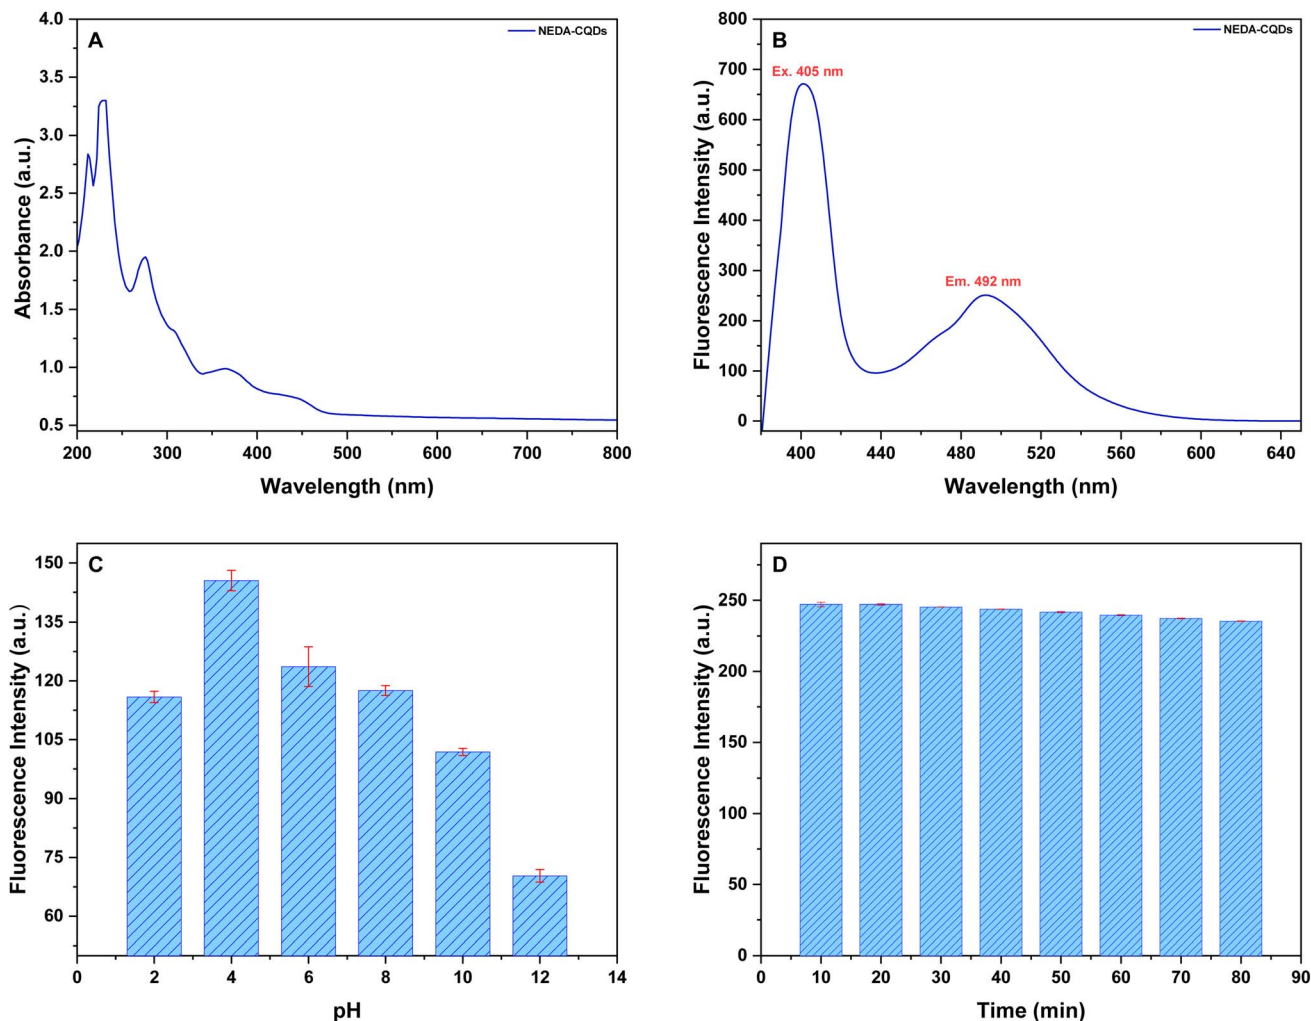 A
NEDA-CQDs
4.0
3.5
3.0
2.5
2.0
1.5
1.0
0.5
Absorbance (a.u.)
200 300 400 500 600 700 800
Wavelength (nm)
B
NEDA-CQDs
Ex. 405 nm
Em. 492 nm
800
700
600
500
400
300
200
100
0
Fluorescence Intensity (a.u.)
400 440 480 520 560 600 640
Wavelength (nm)
C
150
135
120
105
90
75
60
Fluorescence Intensity (a.u.)
0 2 4 6 8 10 12 14
pH
D
250
200
150
100
50
0
Fluorescence Intensity (a.u.)
0 10 20 30 40 50 60 70 80 90
Time (min)